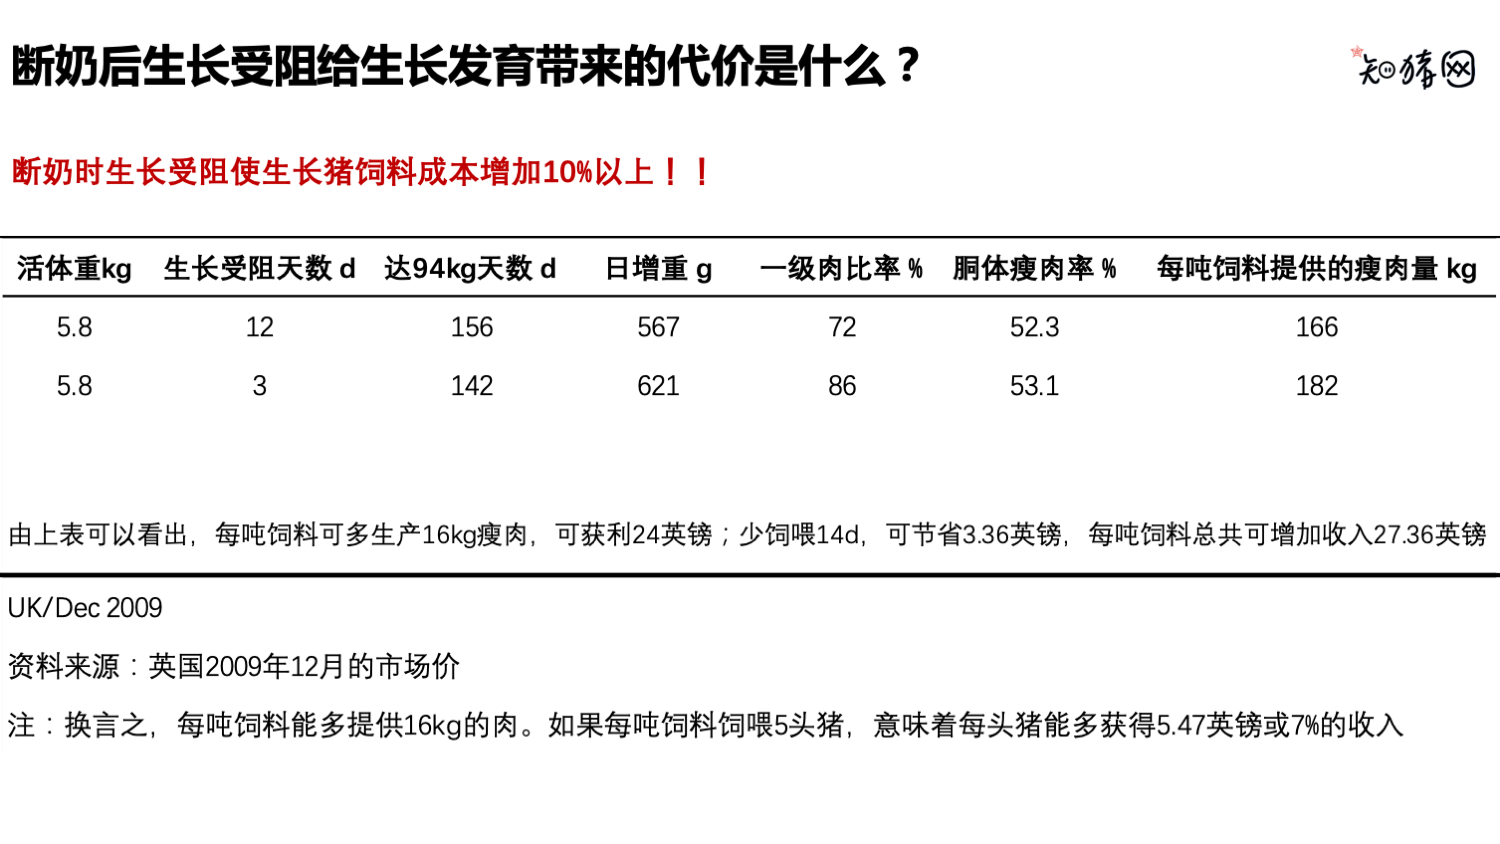 断奶后生长受阻给生长发育带来的代价是什么？
知猪网
断奶时生长受阻使生长猪饲料成本增加10%以上！！
活体重kg 生长受阻天数 d 达94kg天数 d 日增重 g 一级肉比率 % 胴体瘦肉率 % 每吨饲料提供的瘦肉量 kg
5.8 12 156 567 72 52.3 166
5.8 3 142 621 86 53.1 182
由上表可以看出，每吨饲料可多生产16kg瘦肉，可获利24英镑；少饲喂14d，可节省3.36英镑，每吨饲料总共可增加收入27.36英镑
UK/Dec 2009
资料来源：英国2009年12月的市场价
注：换言之，每吨饲料能多提供16kg的肉。如果每吨饲料饲喂5头猪，意味着每头猪能多获得5.47英镑或7%的收入